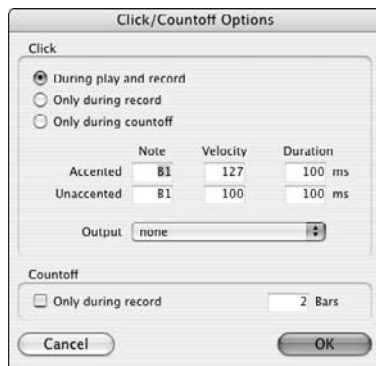 Click/Countoff Options
Click
During play and record
Only during record
Only during countoff
Note Velocity Duration
Accented B1 127 100 ms
Unaccented B1 100 100 ms
Output none
Countoff
Only during record 2 Bars
Cancel OK